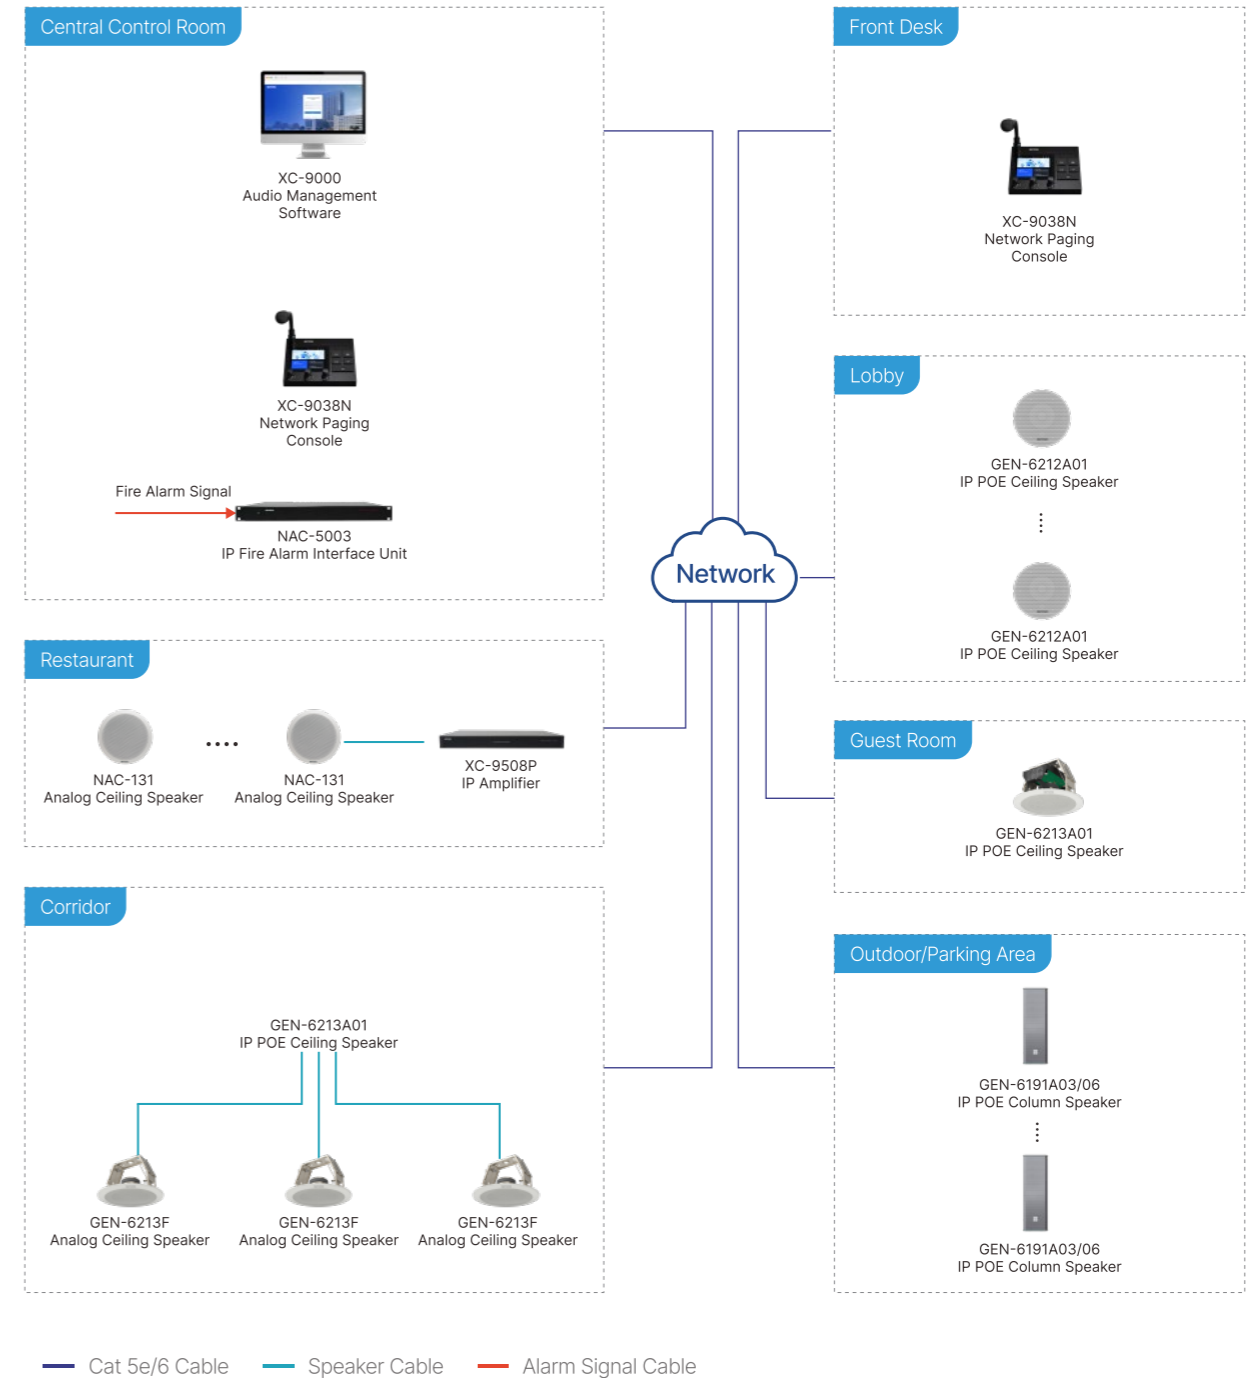 Central Control Room
XC-9000
Audio Management
Software
XC-9038N
Network Paging
Console
Fire Alarm Signal
NAC-5003
IP Fire Alarm Interface Unit
Front Desk
XC-9038N
Network Paging
Console
Lobby
GEN-6212A01
IP POE Ceiling Speaker
GEN-6212A01
IP POE Ceiling Speaker
Network
Restaurant
NAC-131
Analog Ceiling Speaker
NAC-131
Analog Ceiling Speaker
XC-9508P
IP Amplifier
Guest Room
GEN-6213A01
IP POE Ceiling Speaker
Corridor
GEN-6213A01
IP POE Ceiling Speaker
GEN-6213F
Analog Ceiling Speaker
GEN-6213F
Analog Ceiling Speaker
GEN-6213F
Analog Ceiling Speaker
Outdoor/Parking Area
GEN-6191A03/06
IP POE Column Speaker
GEN-6191A03/06
IP POE Column Speaker
Cat 5e/6 Cable
Speaker Cable
Alarm Signal Cable